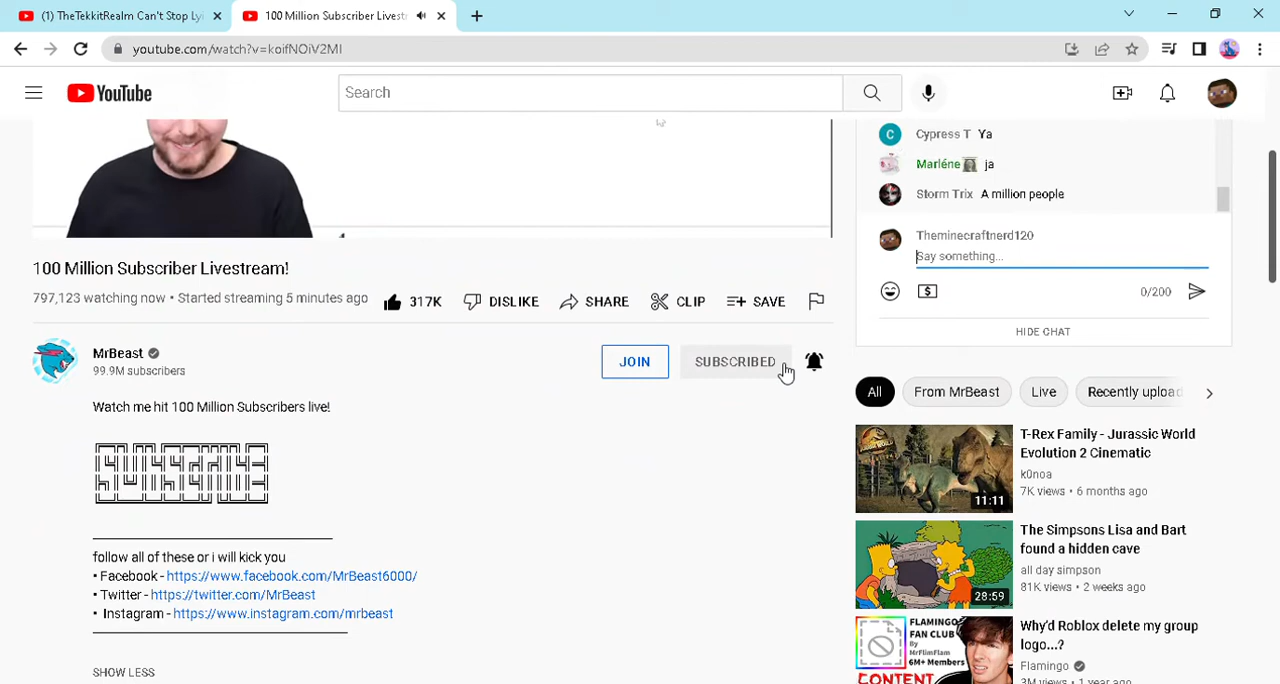 (1) TheTekkitRealm Can't Stop Lyi
100 Million Subscriber Livestr
youtube.com/watch?v=koifNOiV2MI
YouTube
Search
C Cypress T Ya
Marléne ja
Storm Trix A million people
Theminecraftnerd120
Say something...
0/200
HIDE CHAT
100 Million Subscriber Livestream!
797,123 watching now • Started streaming 5 minutes ago
317K DISLIKE SHARE CLIP SAVE
MrBeast
99.9M subscribers
JOIN SUBSCRIBED
Watch me hit 100 Million Subscribers live!
follow all of these or i will kick you
• Facebook - https://www.facebook.com/MrBeast6000/
• Twitter - https://twitter.com/MrBeast
• Instagram - https://www.instagram.com/mrbeast
SHOW LESS
All From MrBeast Live Recently upload
T-Rex Family - Jurassic World
Evolution 2 Cinematic
k0noa
7K views • 6 months ago
11:11
The Simpsons Lisa and Bart
found a hidden cave
all day simpson
81K views • 2 weeks ago
28:59
Why'd Roblox delete my group
logo...?
Flamingo
3M views • 1 year ago
FLAMINGO
FAN CLUB
By
MrFlimFlam
6M+ Members
CONTENT